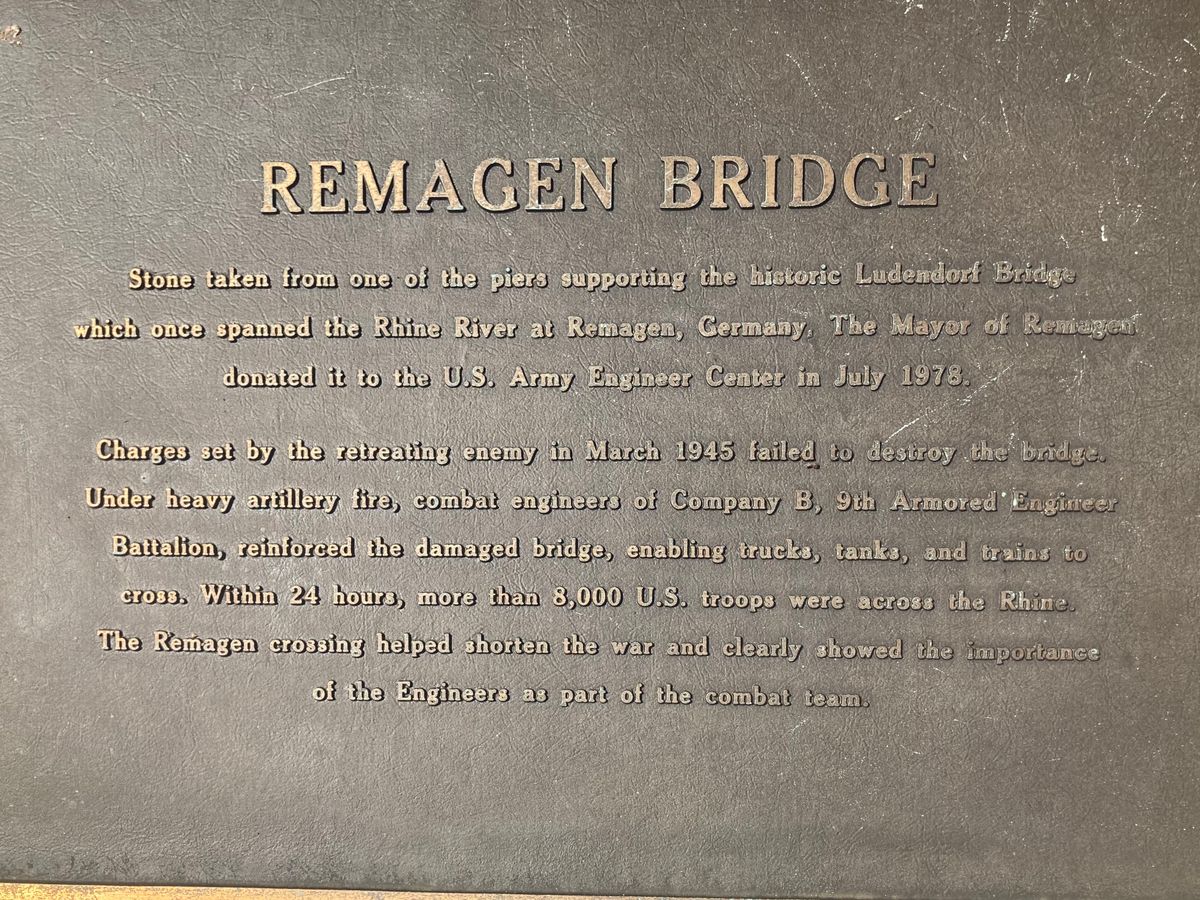 REMAGEN BRIDGE
Stone taken from one of the piers supporting the historic Ludendorf Bridge
which once spanned the Rhine River at Remagen, Germany. The Mayor of Remagen
donated it to the U.S. Army Engineer Center in July 1978.
Charges set by the retreating enemy in March 1945 failed to destroy the bridge.
Under heavy artillery fire, combat engineers of Company B, 9th Armored Engineer
Battalion, reinforced the damaged bridge, enabling trucks, tanks, and trains to
cross. Within 24 hours, more than 8,000 U.S. troops were across the Rhine.
The Remagen crossing helped shorten the war and clearly showed the importance
of the Engineers as part of the combat team.